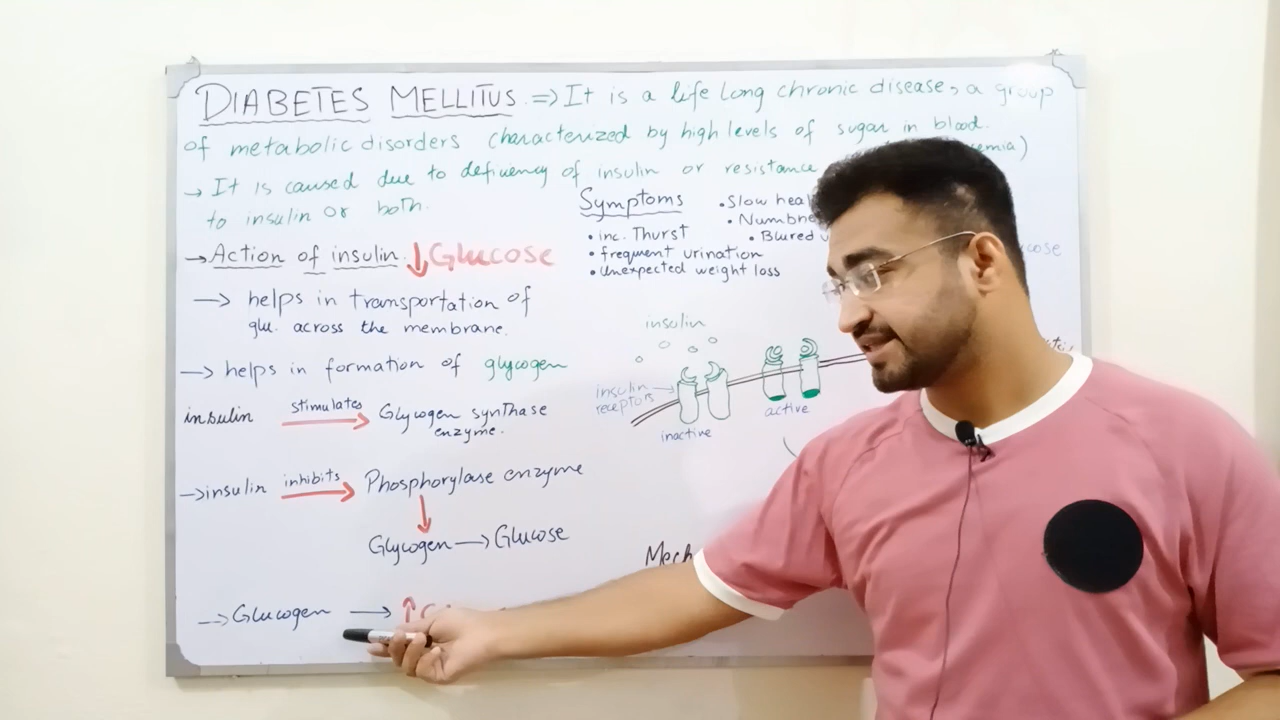 DIABETES MELLITUS ⇒ It is a life Long chronic disease, a group
of metabolic disorders characterized by high levels of sugar in blood.
→ It is caused due to deficiency of insulin or resistance
to insulin or both.
→ Action of insulin ↓ Glucose
→ helps in transportation of
glu. across the membrane.
→ helps in formation of glycogen
insulin stimulates → Glycogen synthase
enzyme.
→ insulin inhibits → Phosphorylase enzyme
↓
Glycogen → Glucose
→ Glucogen → ↑
Symptoms
• inc. Thurst
• frequent urination
• unexpected weight loss
• Slow
•
• Blured
insulin
insulin
receptors →
inactive
active